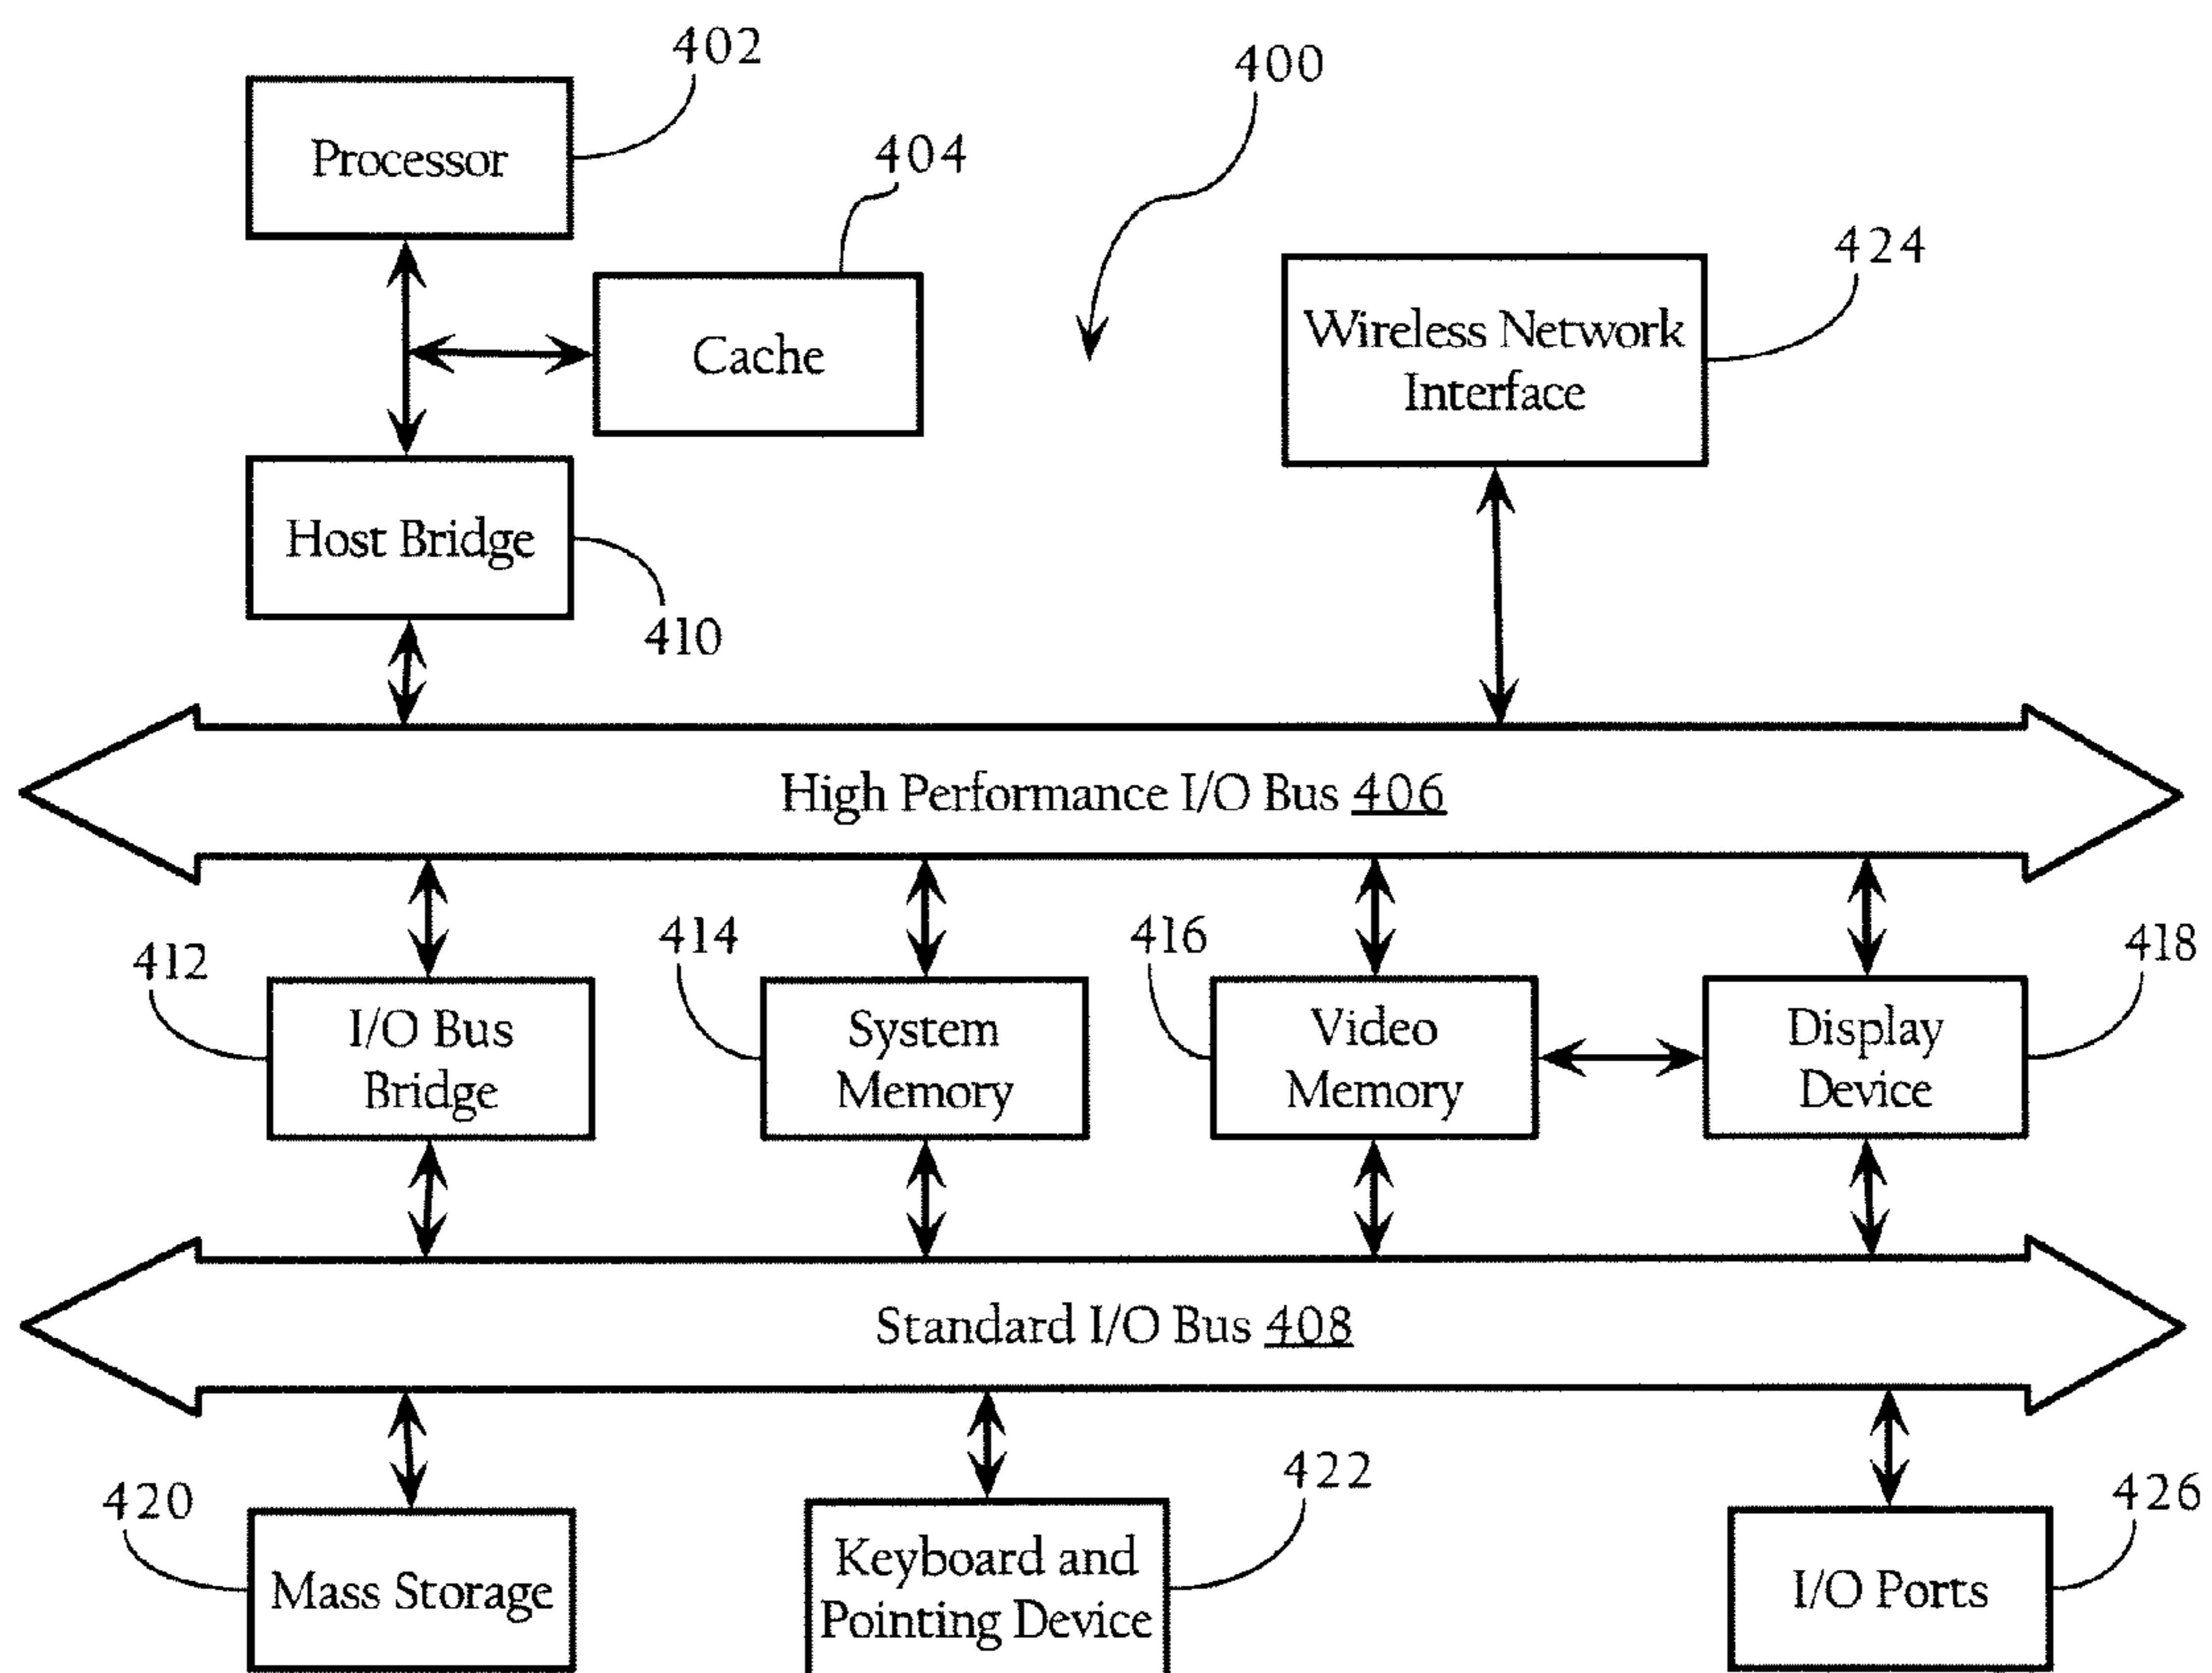 402
400
Processor
404
424
Wireless Network
Interface
Cache
Host Bridge
410
High Performance I/O Bus 406
412
414
416
418
I/O Bus
Bridge
System
Memory
Video
Memory
Display
Device
Standard I/O Bus 408
420
422
426
Mass Storage
Keyboard and
Pointing Device
I/O Ports